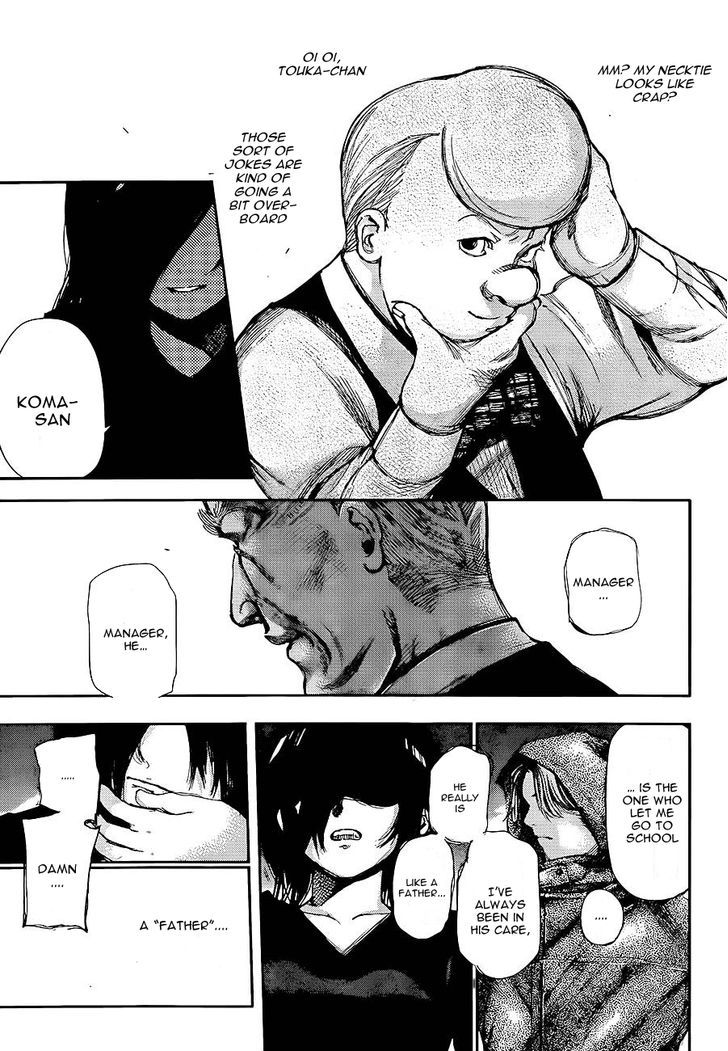 MM? MY NECKTIE
LOOKS LIKE
CRAP?
OI OI,
TOUKA-CHAN
THOSE
SORT OF
JOKES ARE
KIND OF
GOING A
BIT OVER-
BOARD
KOMA-
SAN
MANAGER
...
MANAGER,
HE...
... IS THE
ONE WHO
LET ME
GO TO
SCHOOL
....
HE
REALLY
IS
LIKE A
FATHER...
I'VE
ALWAYS
BEEN IN
HIS CARE,
.....
DAMN
....
A "FATHER"....